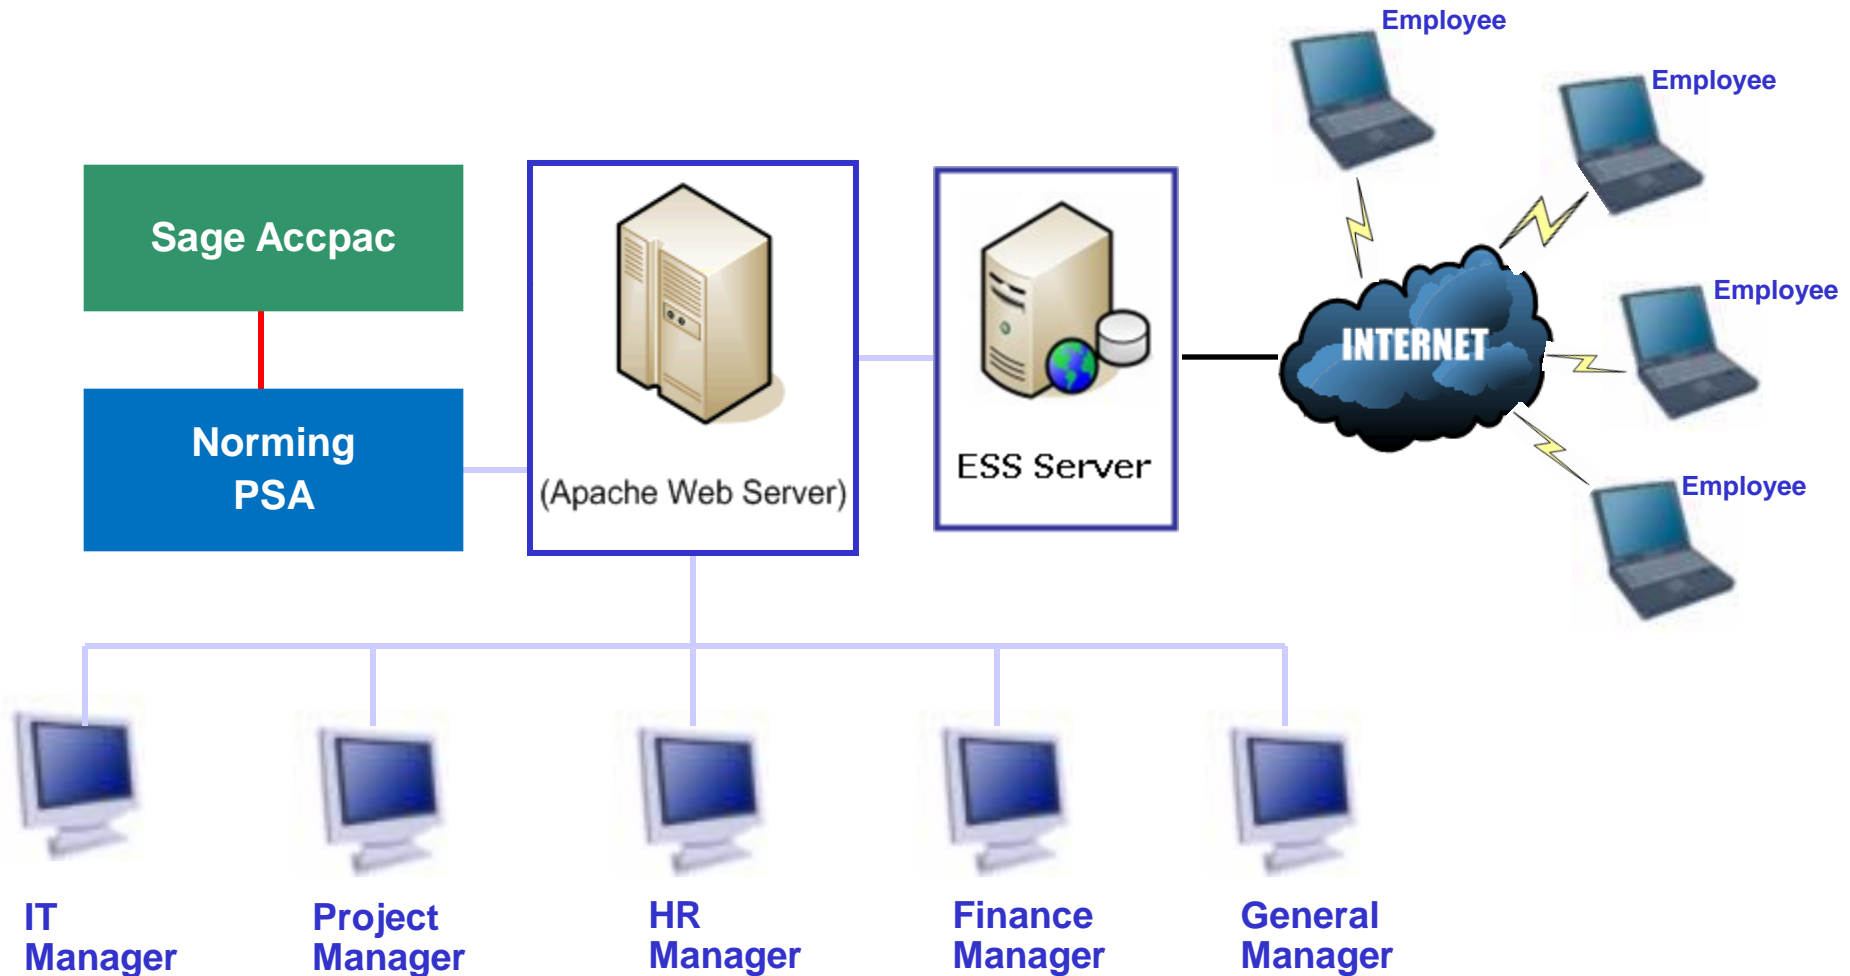 Employee
Employee
Sage Accpac
Employee
INTERNET
Norming
PSA
ESS Server
(Apache Web Server)
Employee
IT
Manager
Project
Manager
HR
Manager
Finance
Manager
General
Manager